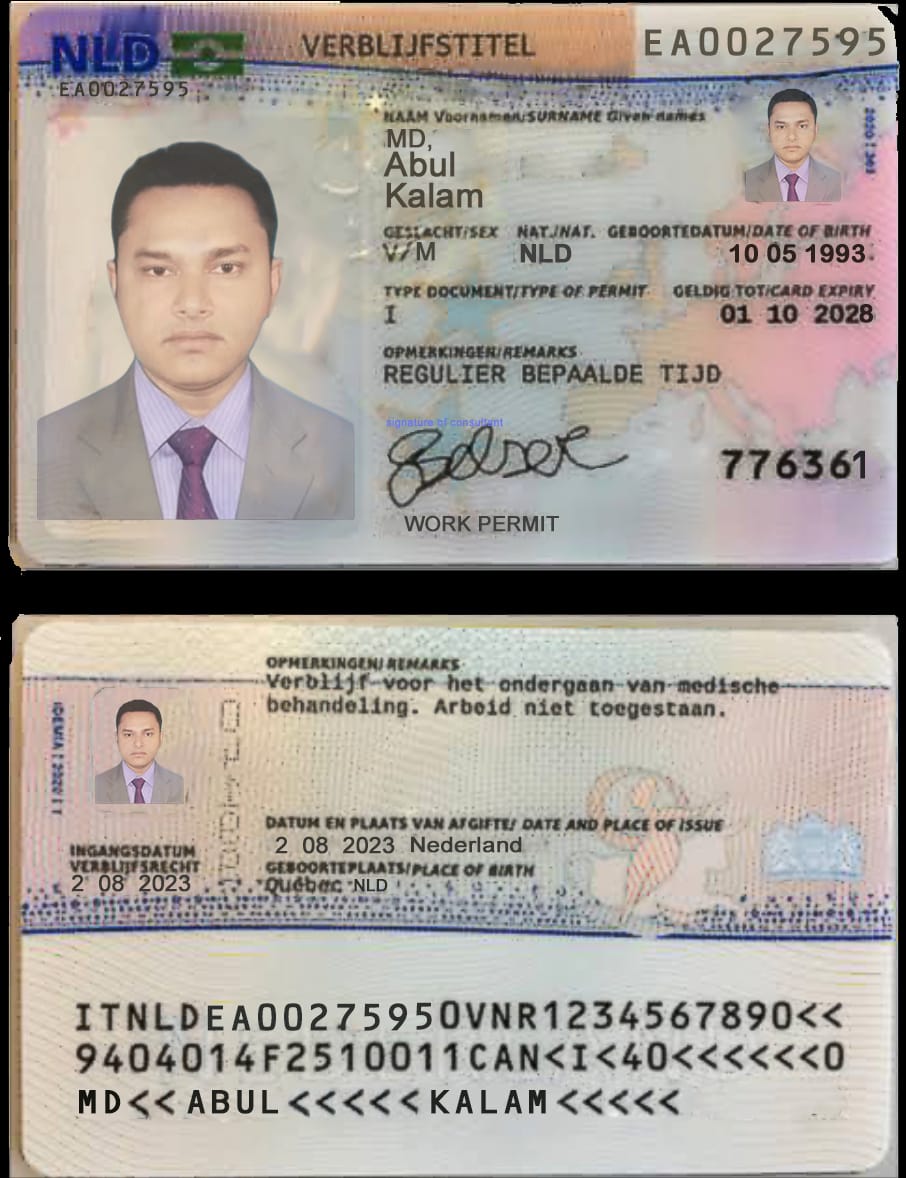 NLD
VERBLIJFSTITEL
EA0027595
EA0027595
NAAM Voornamen/SURNAME Given names
MD,
Abul
Kalam
GESLACHT/SEX NAT./NAT. GEBOORTEDATUM/DATE OF BIRTH
V/M NLD 10 05 1993
TYPE DOCUMENT/TYPE OF PERMIT GELDIG TOT/CARD EXPIRY
I 01 10 2028
OPMERKINGEN/REMARKS
REGULIER BEPAALDE TIJD
signature of consultant
776361
WORK PERMIT
OPMERKINGEN/REMARKS
Verblijf voor het ondergaan van medische
behandeling. Arbeid niet toegestaan.
DATUM EN PLAATS VAN AFGIFTE/ DATE AND PLACE OF ISSUE
2 08 2023 Nederland
INGANGSDATUM
VERBLIJFSRECHT
2 08 2023
GEBOORTEPLAATS/PLACE OF BIRTH
Québec NLD
ITNLDEA00275950VNR1234567890<<
9404014F2510011CAN<I<40<<<<<<0
MD<< ABUL <<<<< KALAM <<<<<